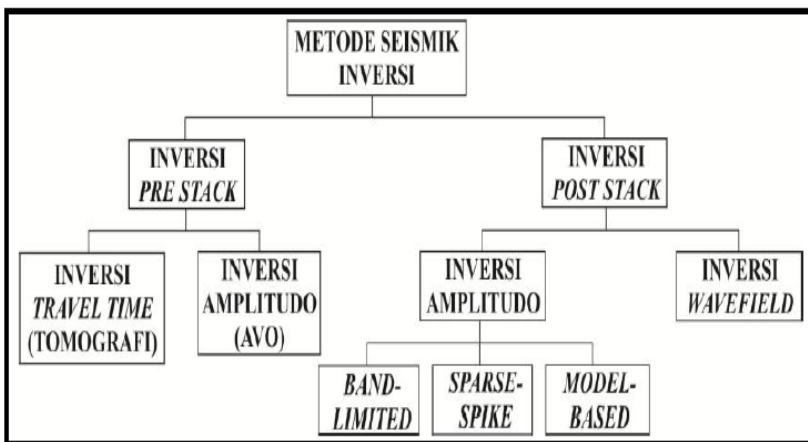 METODE SEISMIK
INVERSI
INVERSI
PRE STACK
INVERSI
POST STACK
INVERSI
TRAVEL TIME
(TOMOGRAFI)
INVERSI
AMPLITUDO
(AVO)
INVERSI
AMPLITUDO
INVERSI
WAVEFIELD
BAND-
LIMITED
SPARSE-
SPIKE
MODEL-
BASED